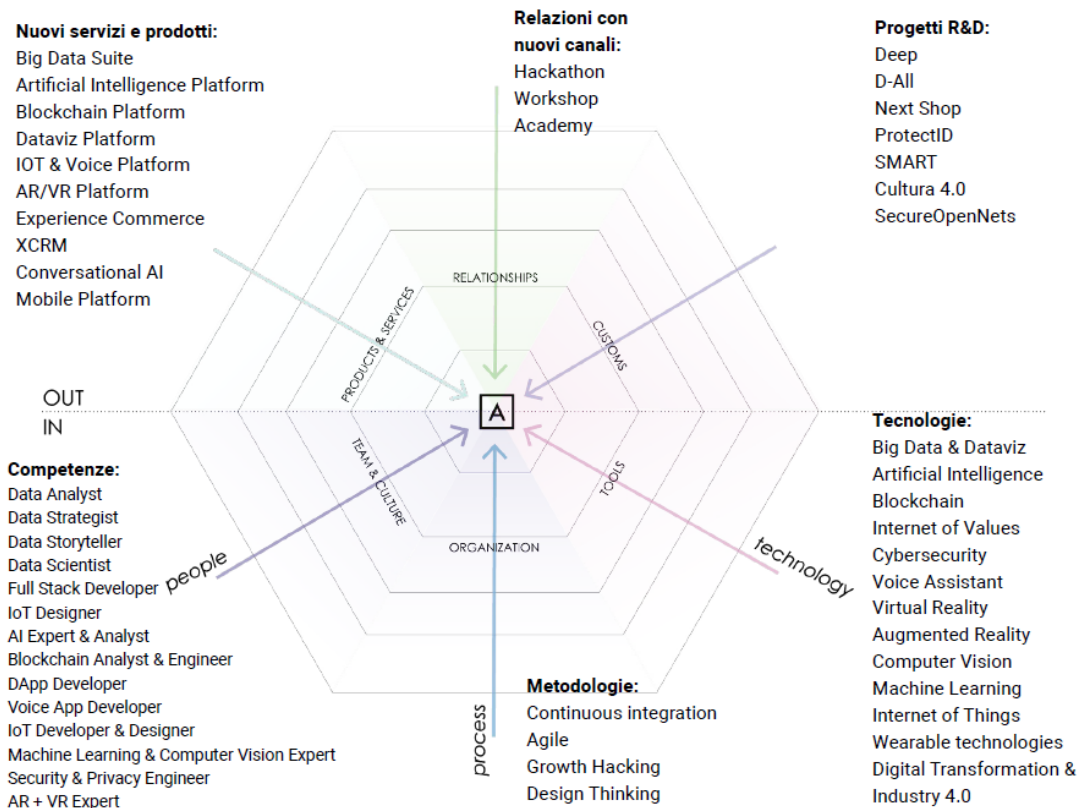 Nuovi servizi e prodotti:
Big Data Suite
Artificial Intelligence Platform
Blockchain Platform
Dataviz Platform
IOT & Voice Platform
AR/VR Platform
Experience Commerce
XCRM
Conversational AI
Mobile Platform
Relazioni con
nuovi canali:
Hackathon
Workshop
Academy
Progetti R&D:
Deep
D-All
Next Shop
ProtectID
SMART
Cultura 4.0
SecureOpenNets
RELATIONSHIPS
PRODUCTS & SERVICES
CUSTOMS
OUT
IN
A
TEAM & CULTURE
TOOLS
ORGANIZATION
people
process
technology
Competenze:
Data Analyst
Data Strategist
Data Storyteller
Data Scientist
Full Stack Developer
IoT Designer
AI Expert & Analyst
Blockchain Analyst & Engineer
DApp Developer
Voice App Developer
IoT Developer & Designer
Machine Learning & Computer Vision Expert
Security & Privacy Engineer
AR + VR Expert
Metodologie:
Continuous integration
Agile
Growth Hacking
Design Thinking
Tecnologie:
Big Data & Dataviz
Artificial Intelligence
Blockchain
Internet of Values
Cybersecurity
Voice Assistant
Virtual Reality
Augmented Reality
Computer Vision
Machine Learning
Internet of Things
Wearable technologies
Digital Transformation &
Industry 4.0